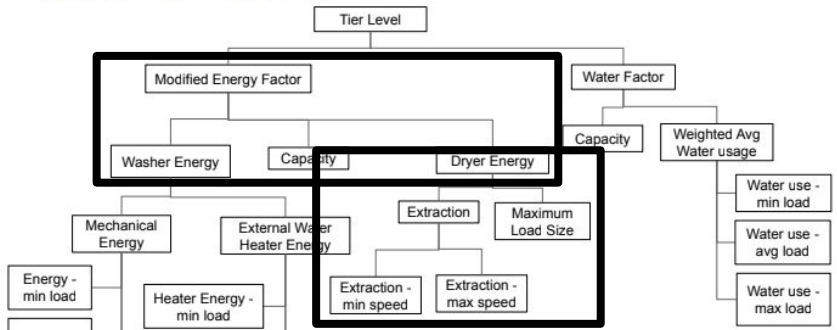 Tier Level
Modified Energy Factor
Water Factor
Washer Energy
Capacity
Dryer Energy
Capacity
Weighted Avg
Water usage
Mechanical
Energy
External Water
Heater Energy
Extraction
Maximum
Load Size
Water use -
min load
Water use -
avg load
Water use -
max load
Energy -
min load
Heater Energy -
min load
Extraction -
min speed
Extraction -
max speed